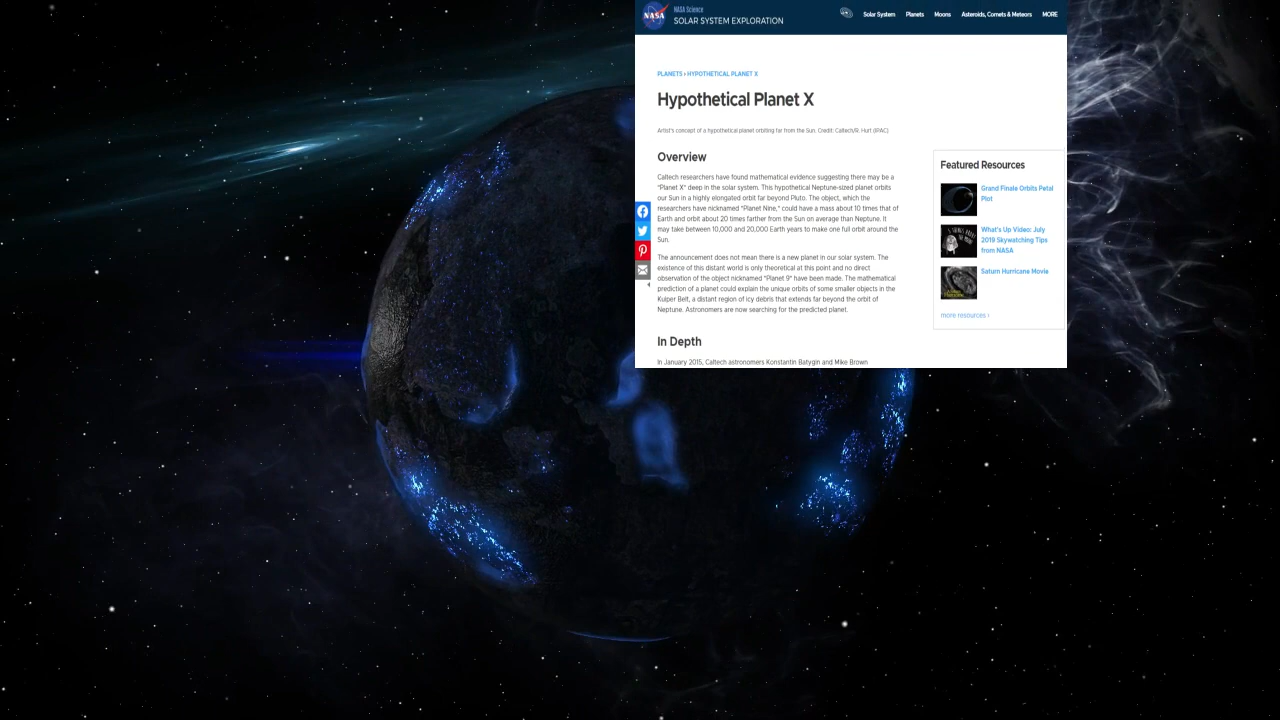 NASA
NASA Science
SOLAR SYSTEM EXPLORATION
Solar System
Planets
Moons
Asteroids, Comets & Meteors
MORE
PLANETS › HYPOTHETICAL PLANET X
Hypothetical Planet X
Artist's concept of a hypothetical planet orbiting far from the Sun. Credit: Caltech/R. Hurt (IPAC)
Overview
Caltech researchers have found mathematical evidence suggesting there may be a
"Planet X" deep in the solar system. This hypothetical Neptune-sized planet orbits
our Sun in a highly elongated orbit far beyond Pluto. The object, which the
researchers have nicknamed "Planet Nine," could have a mass about 10 times that of
Earth and orbit about 20 times farther from the Sun on average than Neptune. It
may take between 10,000 and 20,000 Earth years to make one full orbit around the
Sun.
The announcement does not mean there is a new planet in our solar system. The
existence of this distant world is only theoretical at this point and no direct
observation of the object nicknamed "Planet 9" have been made. The mathematical
prediction of a planet could explain the unique orbits of some smaller objects in the
Kuiper Belt, a distant region of icy debris that extends far beyond the orbit of
Neptune. Astronomers are now searching for the predicted planet.
In Depth
In January 2015, Caltech astronomers Konstantin Batygin and Mike Brown
Featured Resources
Grand Finale Orbits Petal
Plot
What's Up Video: July
2019 Skywatching Tips
from NASA
Saturn Hurricane Movie
more resources ›